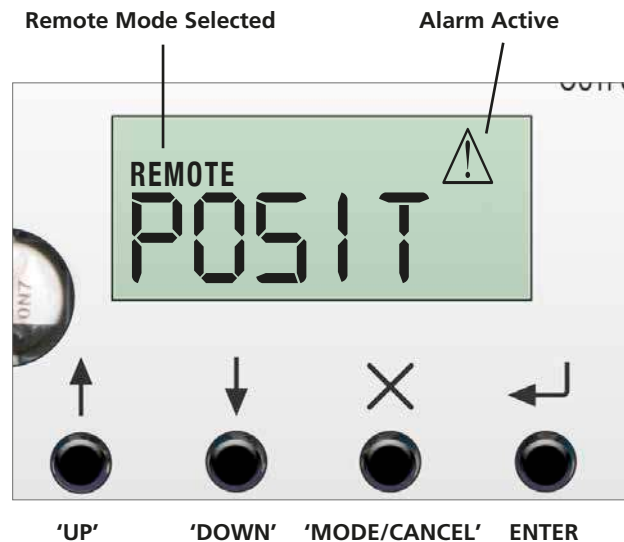 Remote Mode Selected
Alarm Active
REMOTE
POSIT
'UP'
'DOWN'
'MODE/CANCEL'
ENTER